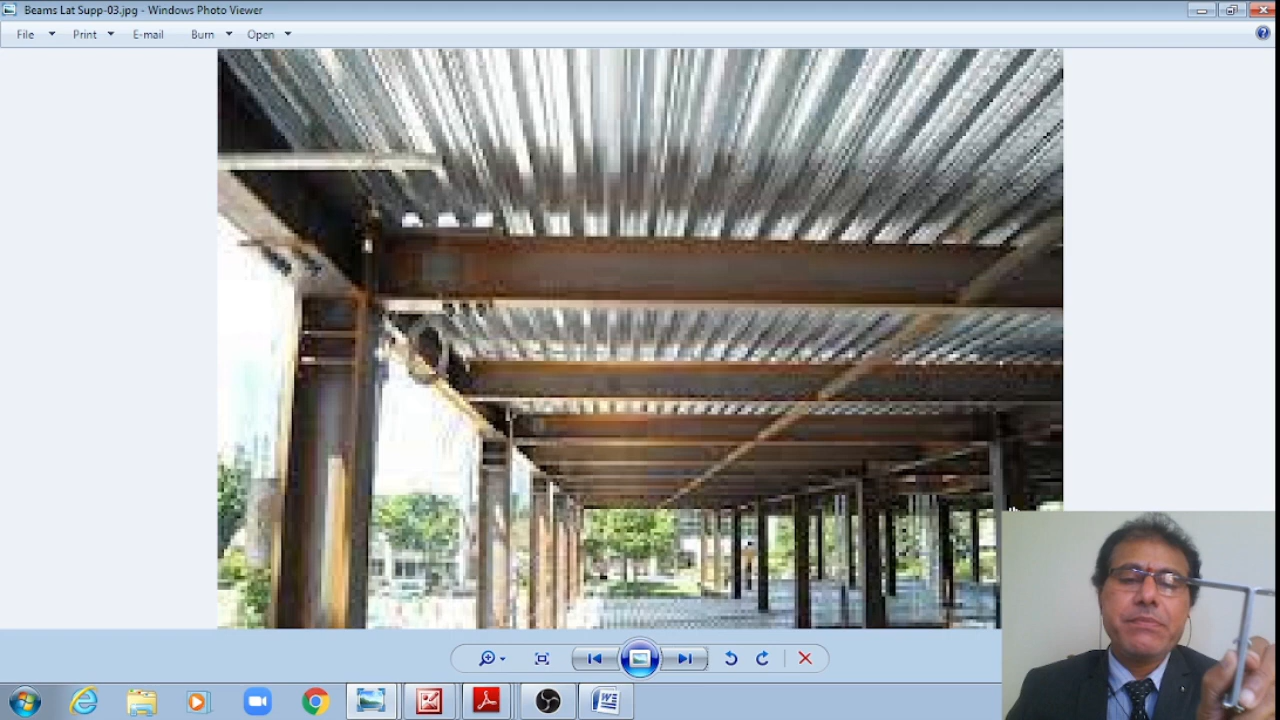 Beams Lat Supp-03.jpg - Windows Photo Viewer
File Print E-mail Burn Open